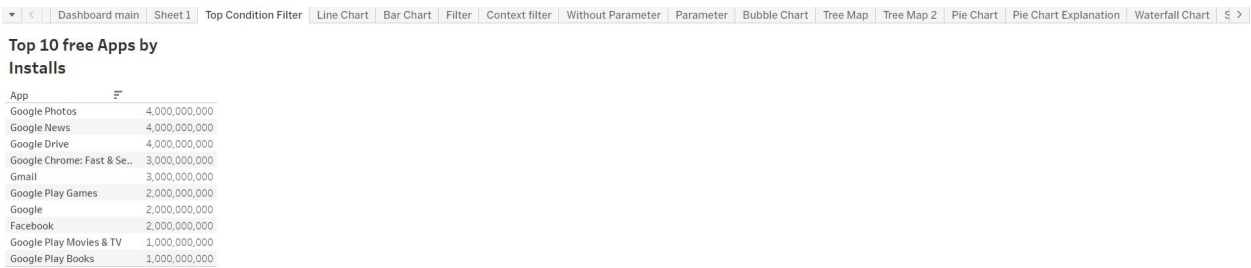 Dashboard main Sheet 1 Top Condition Filter Line Chart Bar Chart Filter Context filter Without Parameter Parameter Bubble Chart Tree Map Tree Map 2 Pie Chart Pie Chart Explanation Waterfall Chart S
Top 10 free Apps by
Installs
App
Google Photos 4,000,000,000
Google News 4,000,000,000
Google Drive 4,000,000,000
Google Chrome: Fast & Se.. 3,000,000,000
Gmail 3,000,000,000
Google Play Games 2,000,000,000
Google 2,000,000,000
Facebook 2,000,000,000
Google Play Movies & TV 1,000,000,000
Google Play Books 1,000,000,000